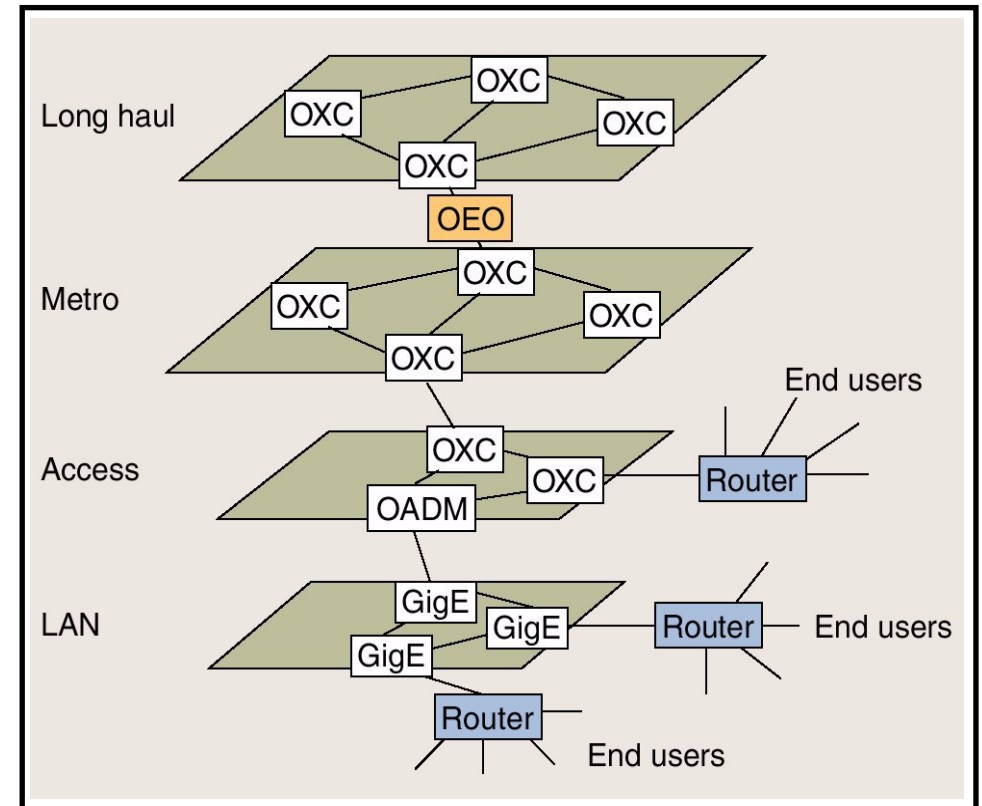 OXC
Long haul
OXC
OXC
OXC
OEO
OXC
Metro
OXC
OXC
OXC
End users
OXC
Access
OXC
Router
OADM
GigE
LAN
GigE
Router
End users
GigE
Router
End users